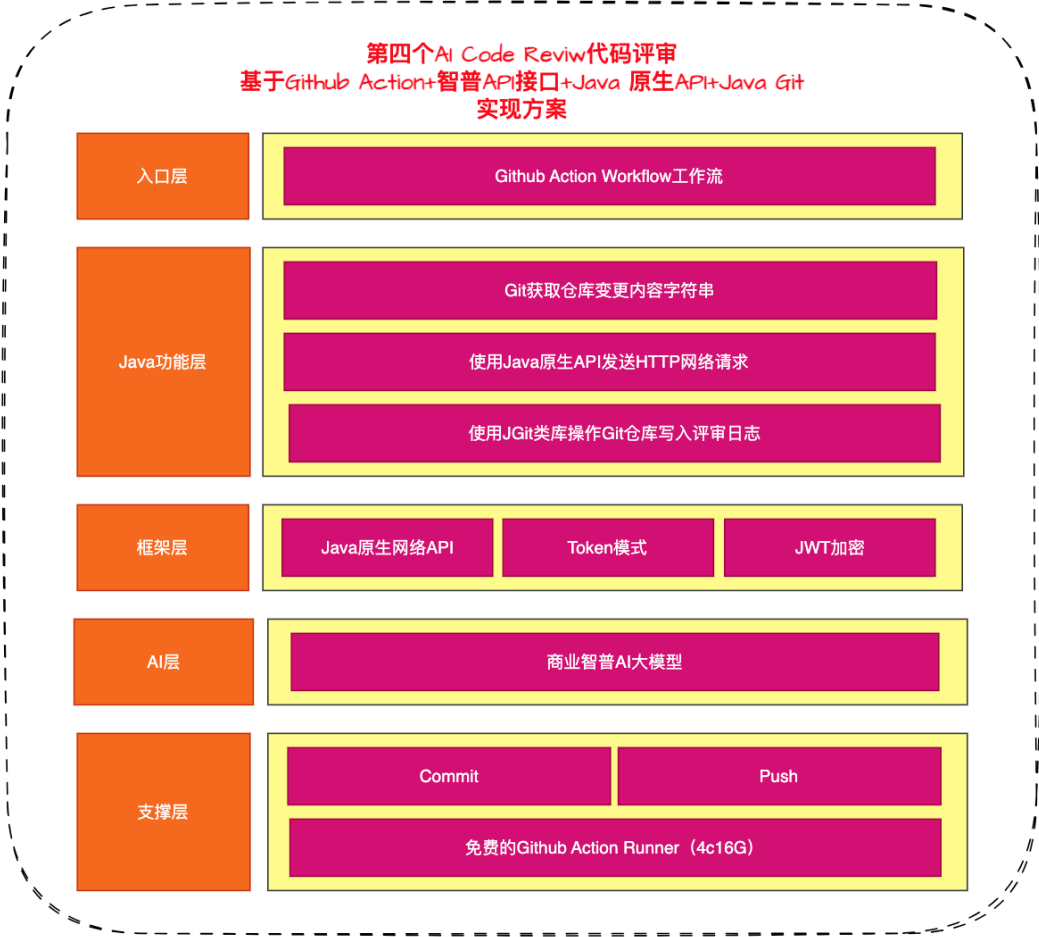 第四个AI Code Reviw代码评审
基于Github Action+智普API接口+Java 原生API+Java Git
实现方案
入口层
Github Action Workflow工作流
Java功能层
Git获取仓库变更内容字符串
使用Java原生API发送HTTP网络请求
使用JGit类库操作Git仓库写入评审日志
框架层
Java原生网络API
Token模式
JWT加密
AI层
商业智普AI大模型
支撑层
Commit
Push
免费的Github Action Runner（4c16G）